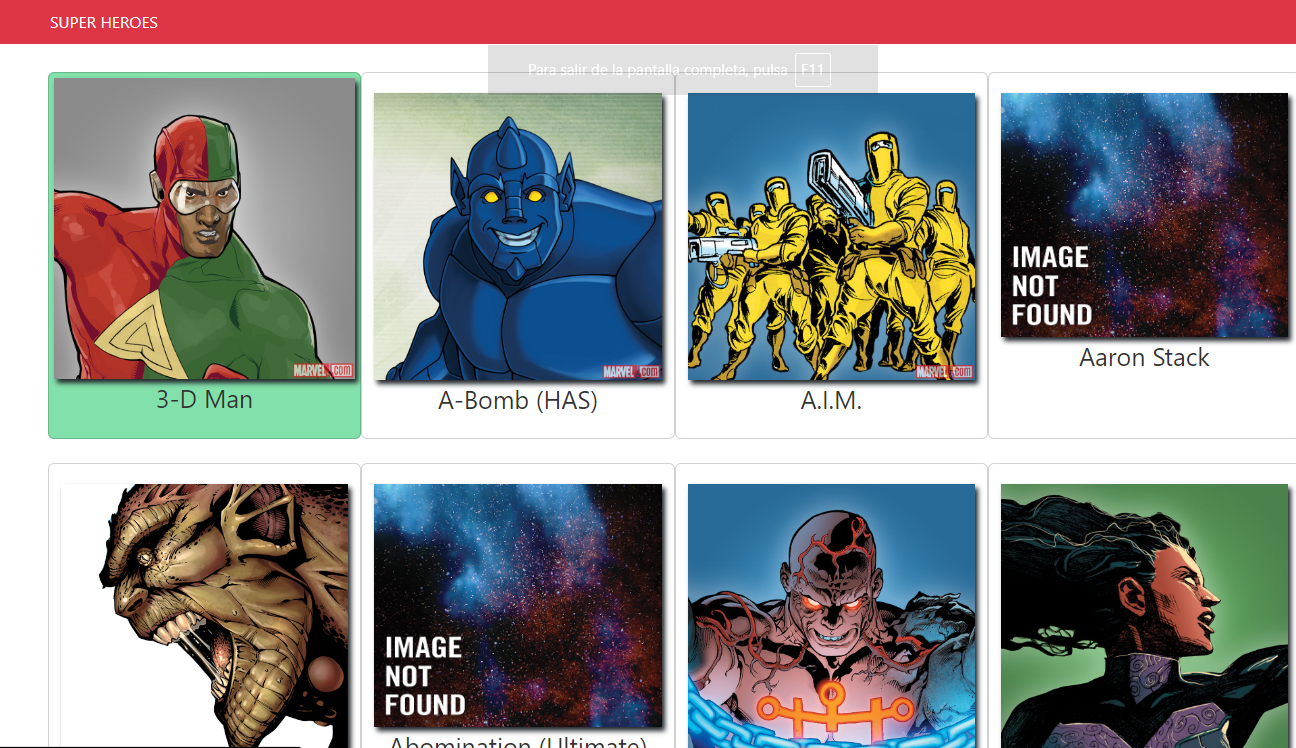 SUPER HEROES
Para salir de la pantalla completa, pulsa F11
MARVEL.com
MARVEL.com
MARVEL.com
IMAGE
NOT
FOUND
3-D Man
A-Bomb (HAS)
A.I.M.
Aaron Stack
IMAGE
NOT
FOUND
Abomination (Ultimate)